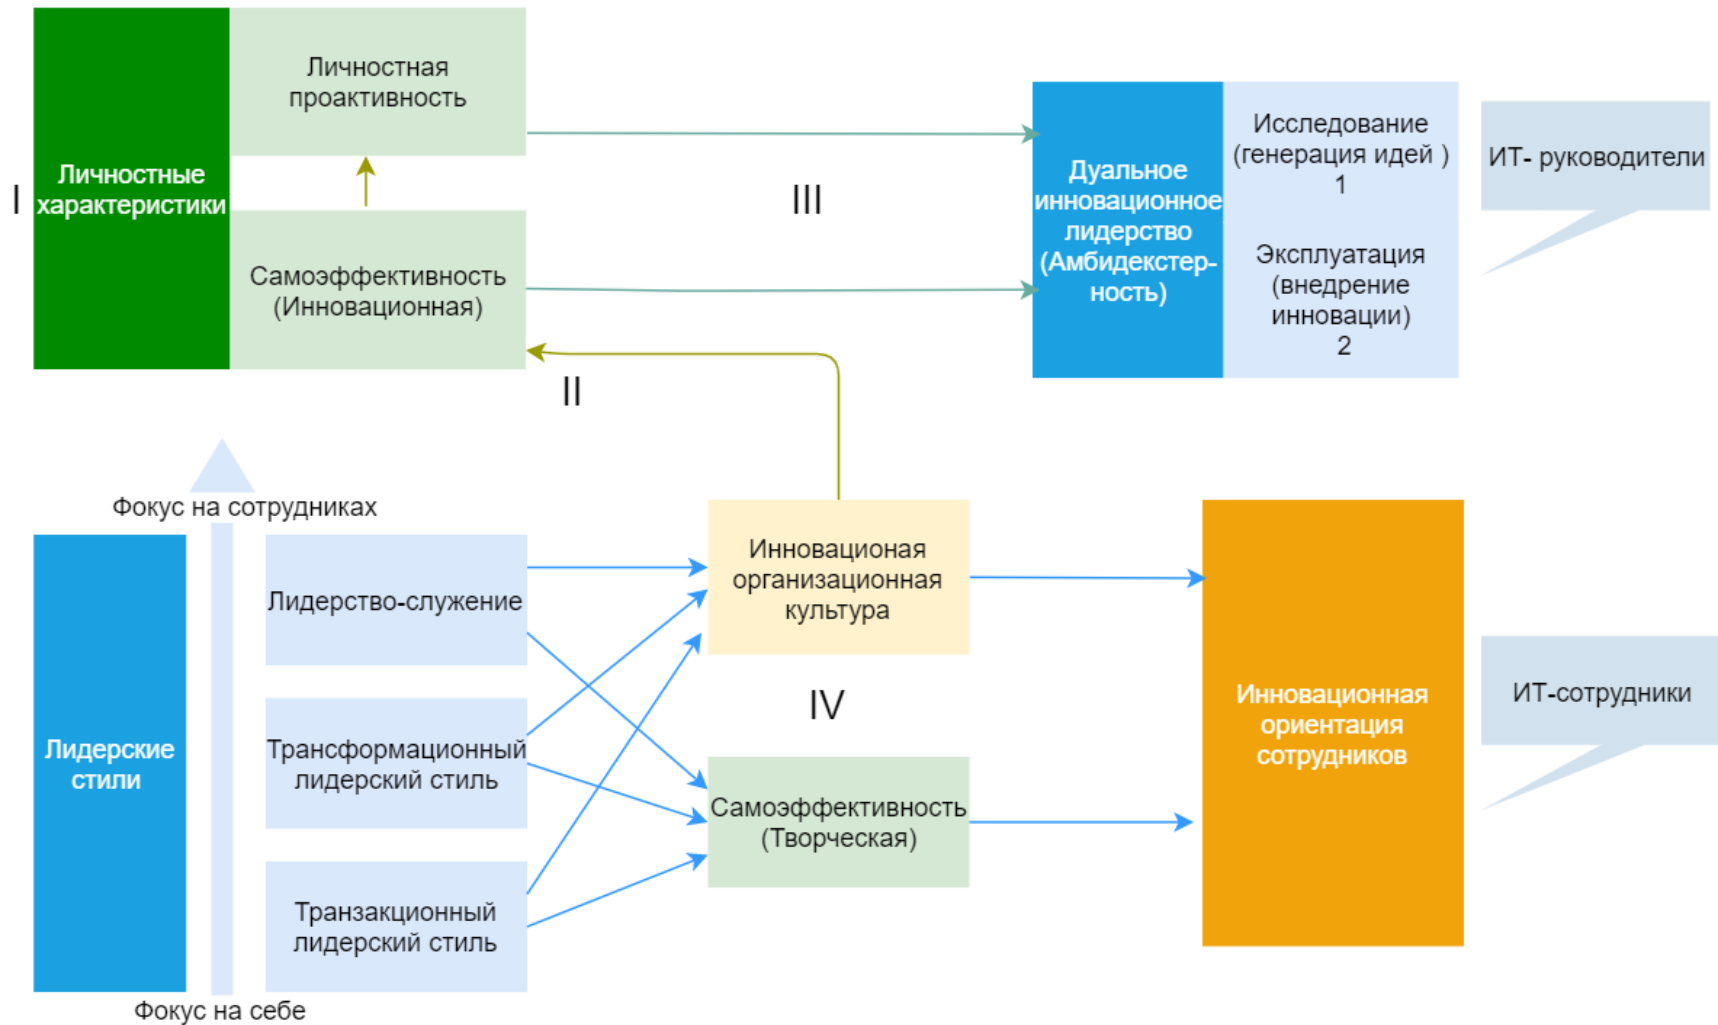 I
Личностные
характеристики
Личностная
проактивность
Самоэффективность
(Инновационная)
III
Дуальное
инновационное
лидерство
(Амбидекстер-
ность)
Исследование
(генерация идей )
1
Эксплуатация
(внедрение
инновации)
2
ИТ- руководители
II
Фокус на сотрудниках
Лидерские
стили
Лидерство-служение
Трансформационный
лидерский стиль
Транзакционный
лидерский стиль
Фокус на себе
Инновационая
организационная
культура
IV
Самоэффективность
(Творческая)
Инновационная
ориентация
сотрудников
ИТ-сотрудники